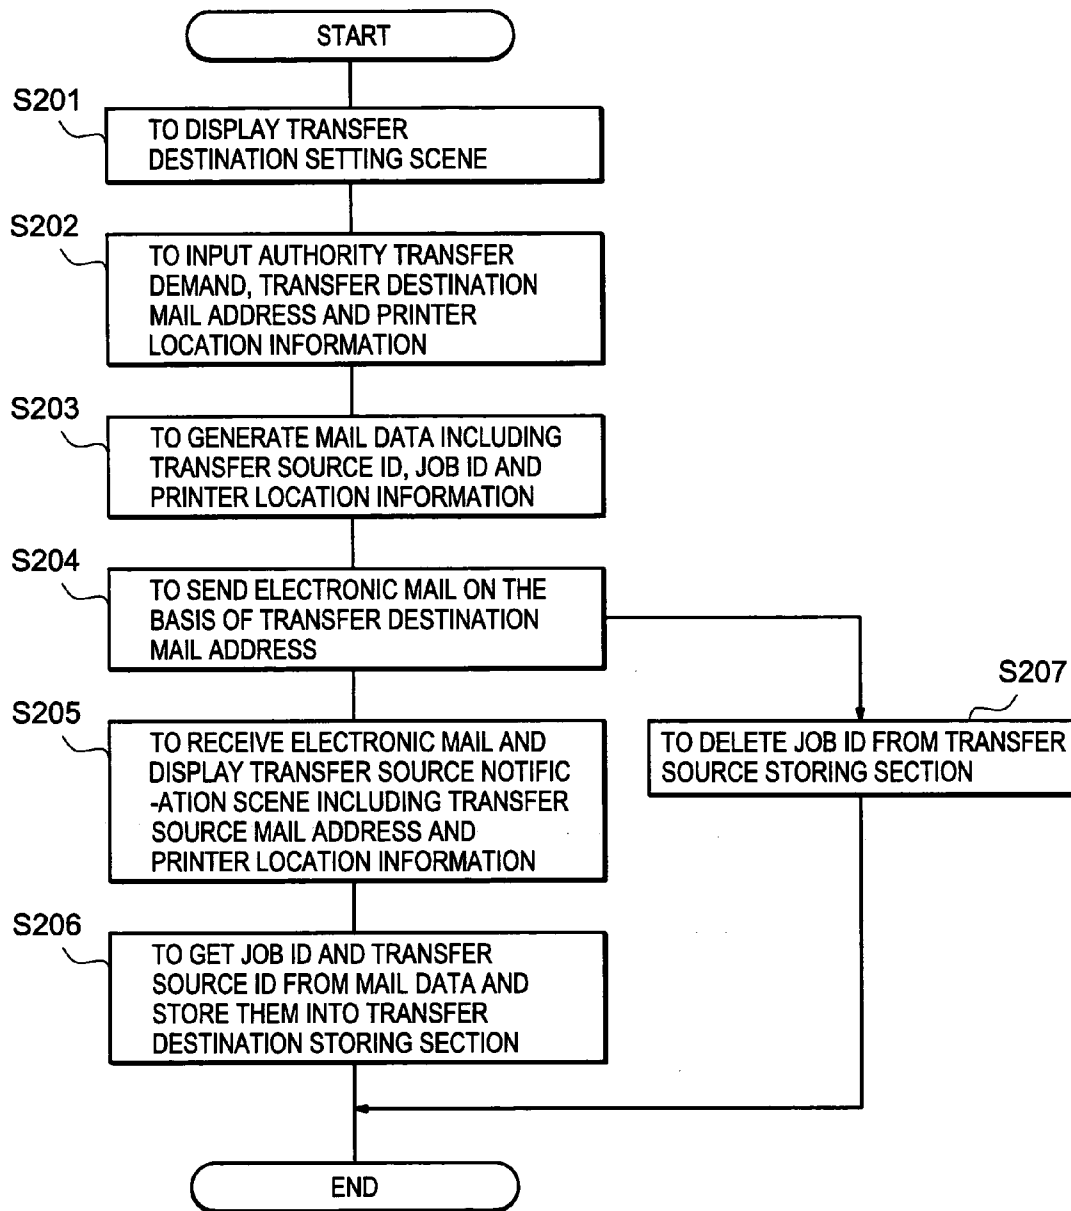 START
S201
TO DISPLAY TRANSFER
DESTINATION SETTING SCENE
S202
TO INPUT AUTHORITY TRANSFER
DEMAND, TRANSFER DESTINATION
MAIL ADDRESS AND PRINTER
LOCATION INFORMATION
S203
TO GENERATE MAIL DATA INCLUDING
TRANSFER SOURCE ID, JOB ID AND
PRINTER LOCATION INFORMATION
S204
TO SEND ELECTRONIC MAIL ON THE
BASIS OF TRANSFER DESTINATION
MAIL ADDRESS
S205
TO RECEIVE ELECTRONIC MAIL AND
DISPLAY TRANSFER SOURCE NOTIFIC
-ATION SCENE INCLUDING TRANSFER
SOURCE MAIL ADDRESS AND
PRINTER LOCATION INFORMATION
S207
TO DELETE JOB ID FROM TRANSFER
SOURCE STORING SECTION
S206
TO GET JOB ID AND TRANSFER
SOURCE ID FROM MAIL DATA AND
STORE THEM INTO TRANSFER
DESTINATION STORING SECTION
END